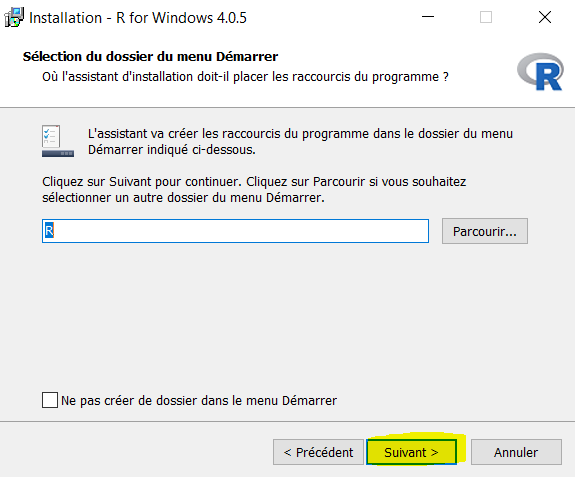 Installation - R for Windows 4.0.5
Sélection du dossier du menu Démarrer
Où l'assistant d'installation doit-il placer les raccourcis du programme ?
R
L'assistant va créer les raccourcis du programme dans le dossier du menu
Démarrer indiqué ci-dessous.
Cliquez sur Suivant pour continuer. Cliquez sur Parcourir si vous souhaitez
sélectionner un autre dossier du menu Démarrer.
R
Parcourir...
Ne pas créer de dossier dans le menu Démarrer
< Précédent
Suivant >
Annuler